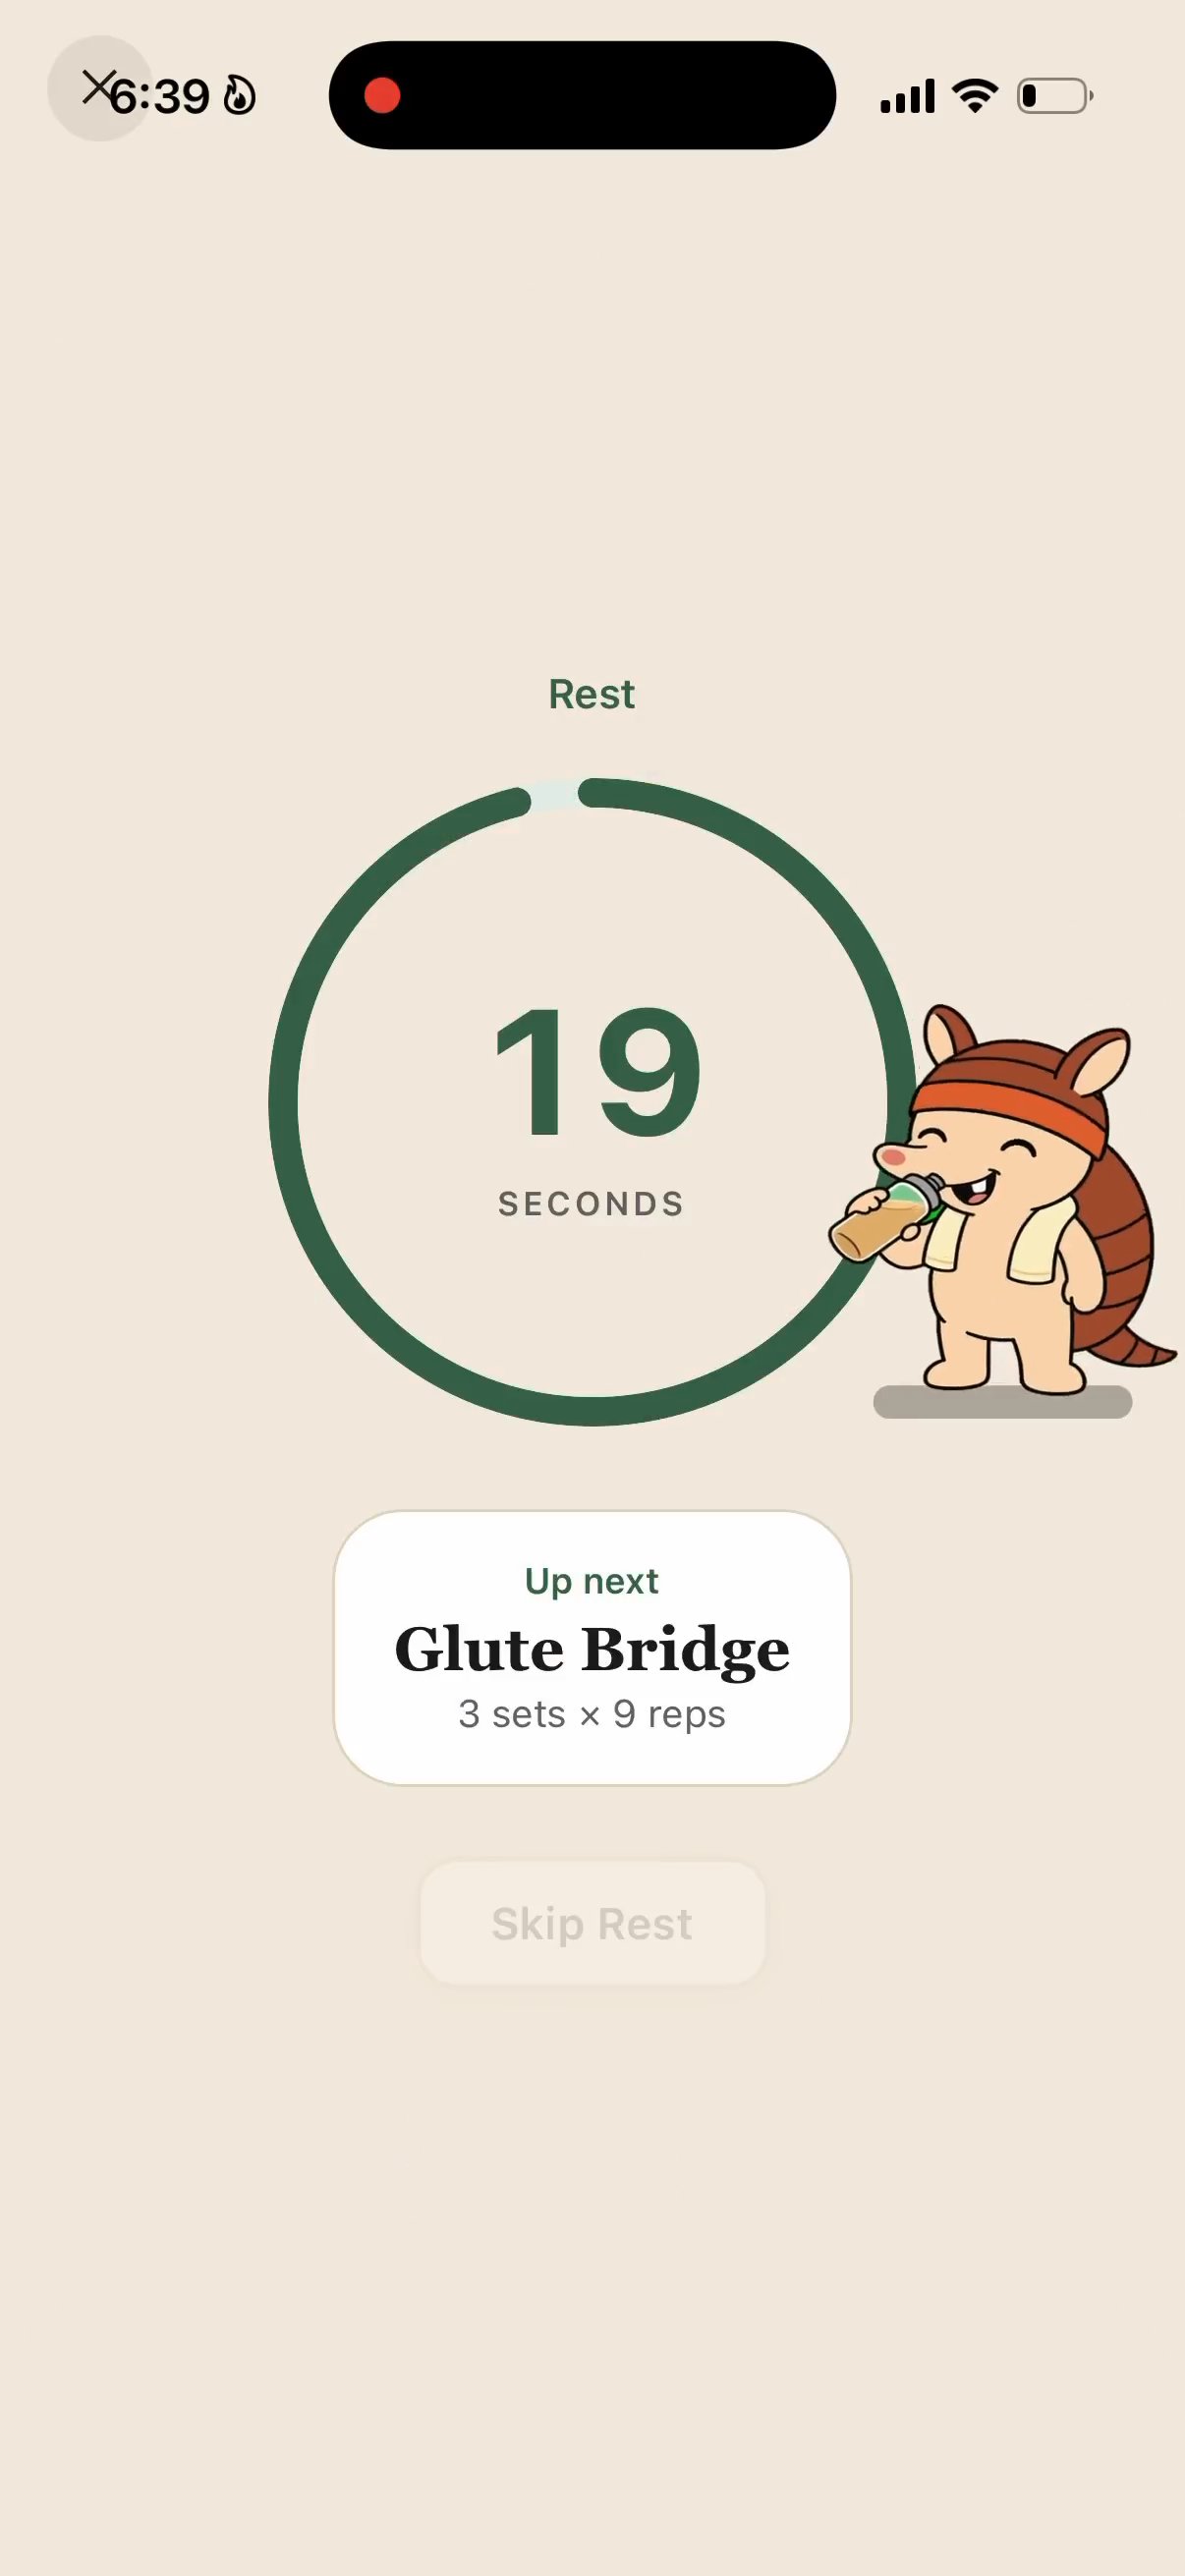 6:39
Rest
19
SECONDS
Up next
Glute Bridge
3 sets × 9 reps
Skip Rest